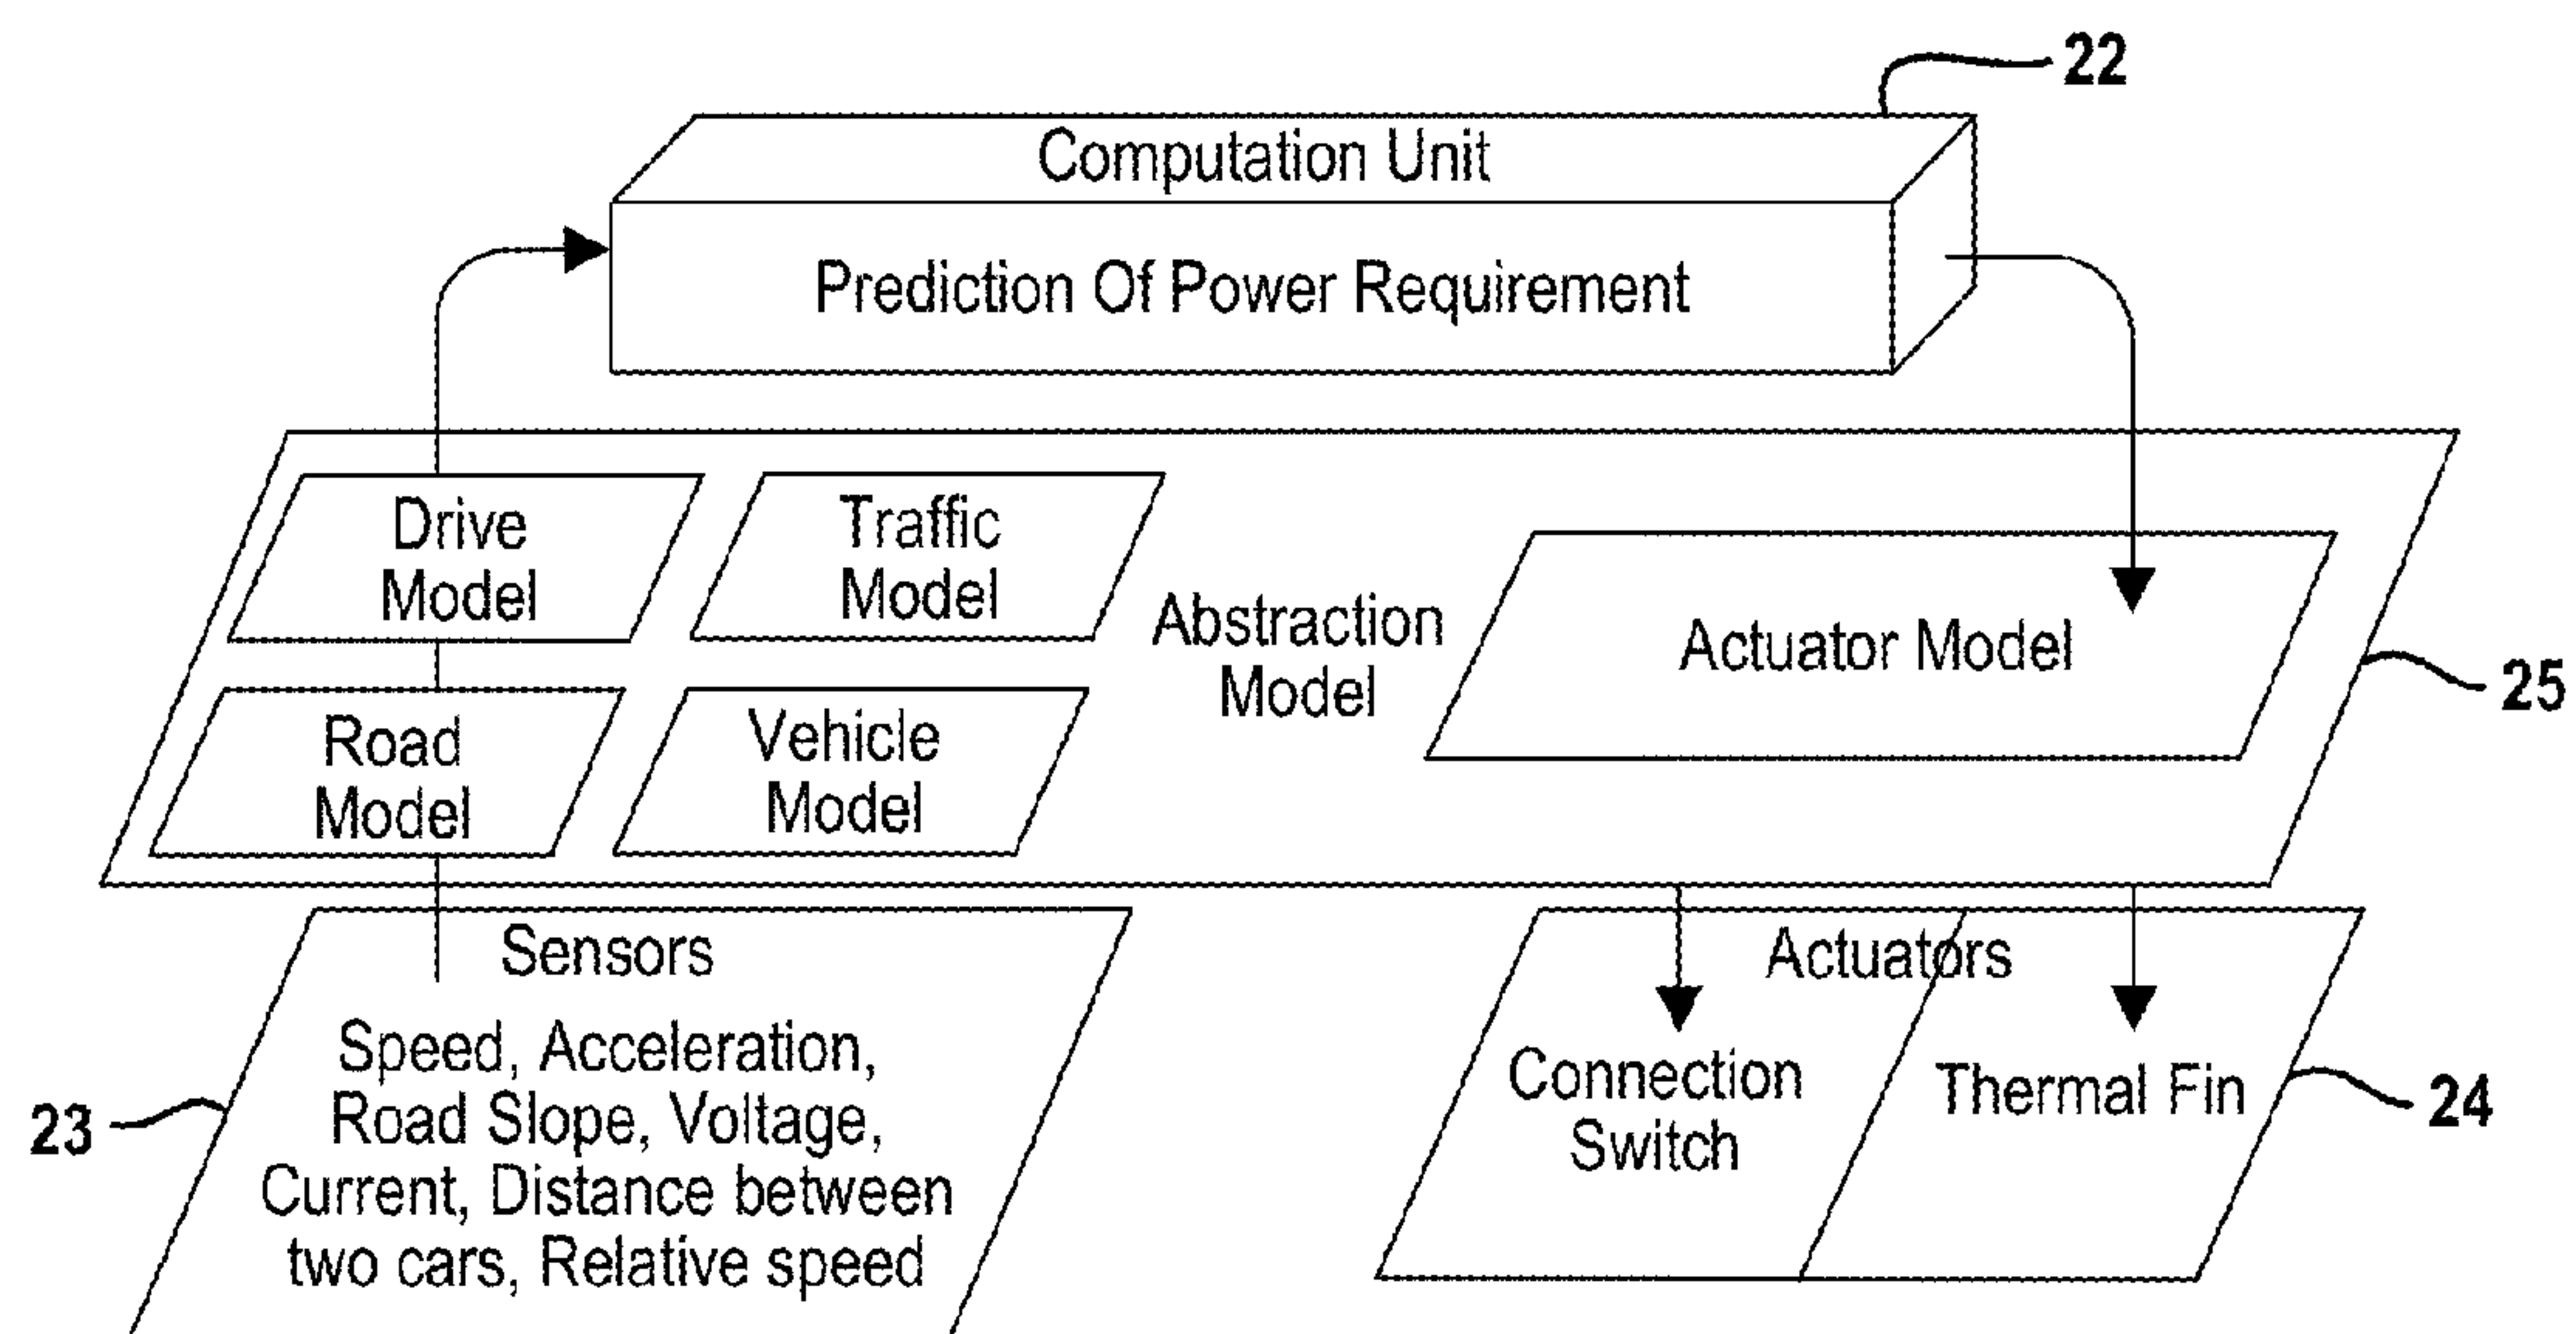 22
Computation Unit
Prediction Of Power Requirement
Drive
Model
Traffic
Model
Abstraction
Model
Actuator Model
25
Road
Model
Vehicle
Model
Sensors
Speed, Acceleration,
Road Slope, Voltage,
Current, Distance between
two cars, Relative speed
23
Actuators
Connection
Switch
Thermal Fin
24